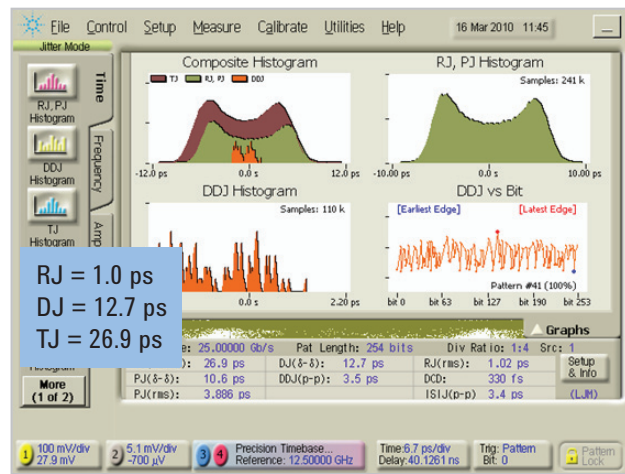 File Control Setup Measure Calibrate Utilities Help 16 Mar 2010 11:45
Jitter Mode
RJ, PJ
Histogram
DDJ
Histogram
TJ
Histogram
Time
Frequency
Composite Histogram
TJ RJ, PJ DDJ
-12.0 ps 0.0 s 12.0 ps
RJ, PJ Histogram
Samples: 241 k
-10.00 ps 0.0 s 10.00 ps
DDJ Histogram
Samples: 110 k
0.0 s 2.20 ps
DDJ vs Bit
[Earliest Edge] [Latest Edge]
Pattern #41 (100%)
bit 0 bit 63 bit 127 bit 190 bit 253
RJ = 1.0 ps
DJ = 12.7 ps
TJ = 26.9 ps
Graphs
e: 25.00000 Gb/s Pat Length: 254 bits Div Ratio: 1:4 Src: 1
): 26.9 ps DJ(δ-δ): 12.7 ps RJ(rms): 1.02 ps
PJ(δ-δ): 10.6 ps DDJ(p-p): 3.5 ps DCD: 330 fs
PJ(rms): 3.886 ps ISIJ(p-p) 3.4 ps
Setup
& Info
(LJM)
Histogram
More
(1 of 2)
1 100 mV/div
27.9 mV
2 5.1 mV/div
-700 µV
3 4 Precision Timebase...
Reference: 12.50000 GHz
Time:6.7 ps/div
Delay:40.1261 ns
Trig: Pattern
Bit: 0
Pattern
Lock